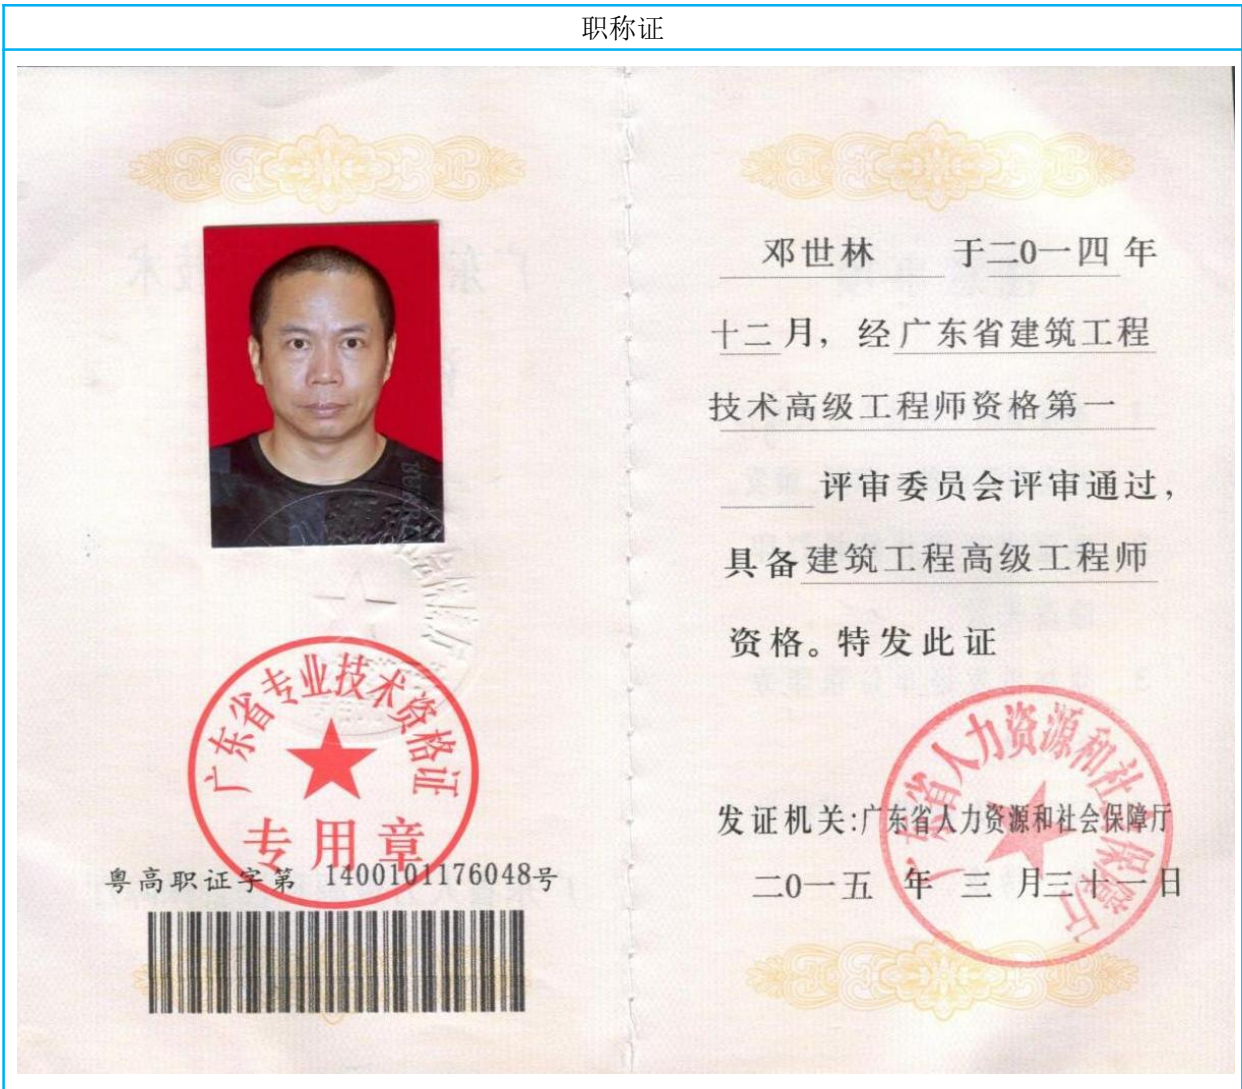 职称证
广东省专业技术资格证
专用章
粤高职证字第 1400101176048号
邓世林 于二0一四年
十二月，经广东省建筑工程
技术高级工程师资格第一
评审委员会评审通过，
具备建筑工程高级工程师
资格。特发此证
广东省人力资源和社会保障厅
发证机关:广东省人力资源和社会保障厅
二0一五 年 三 月三十一日